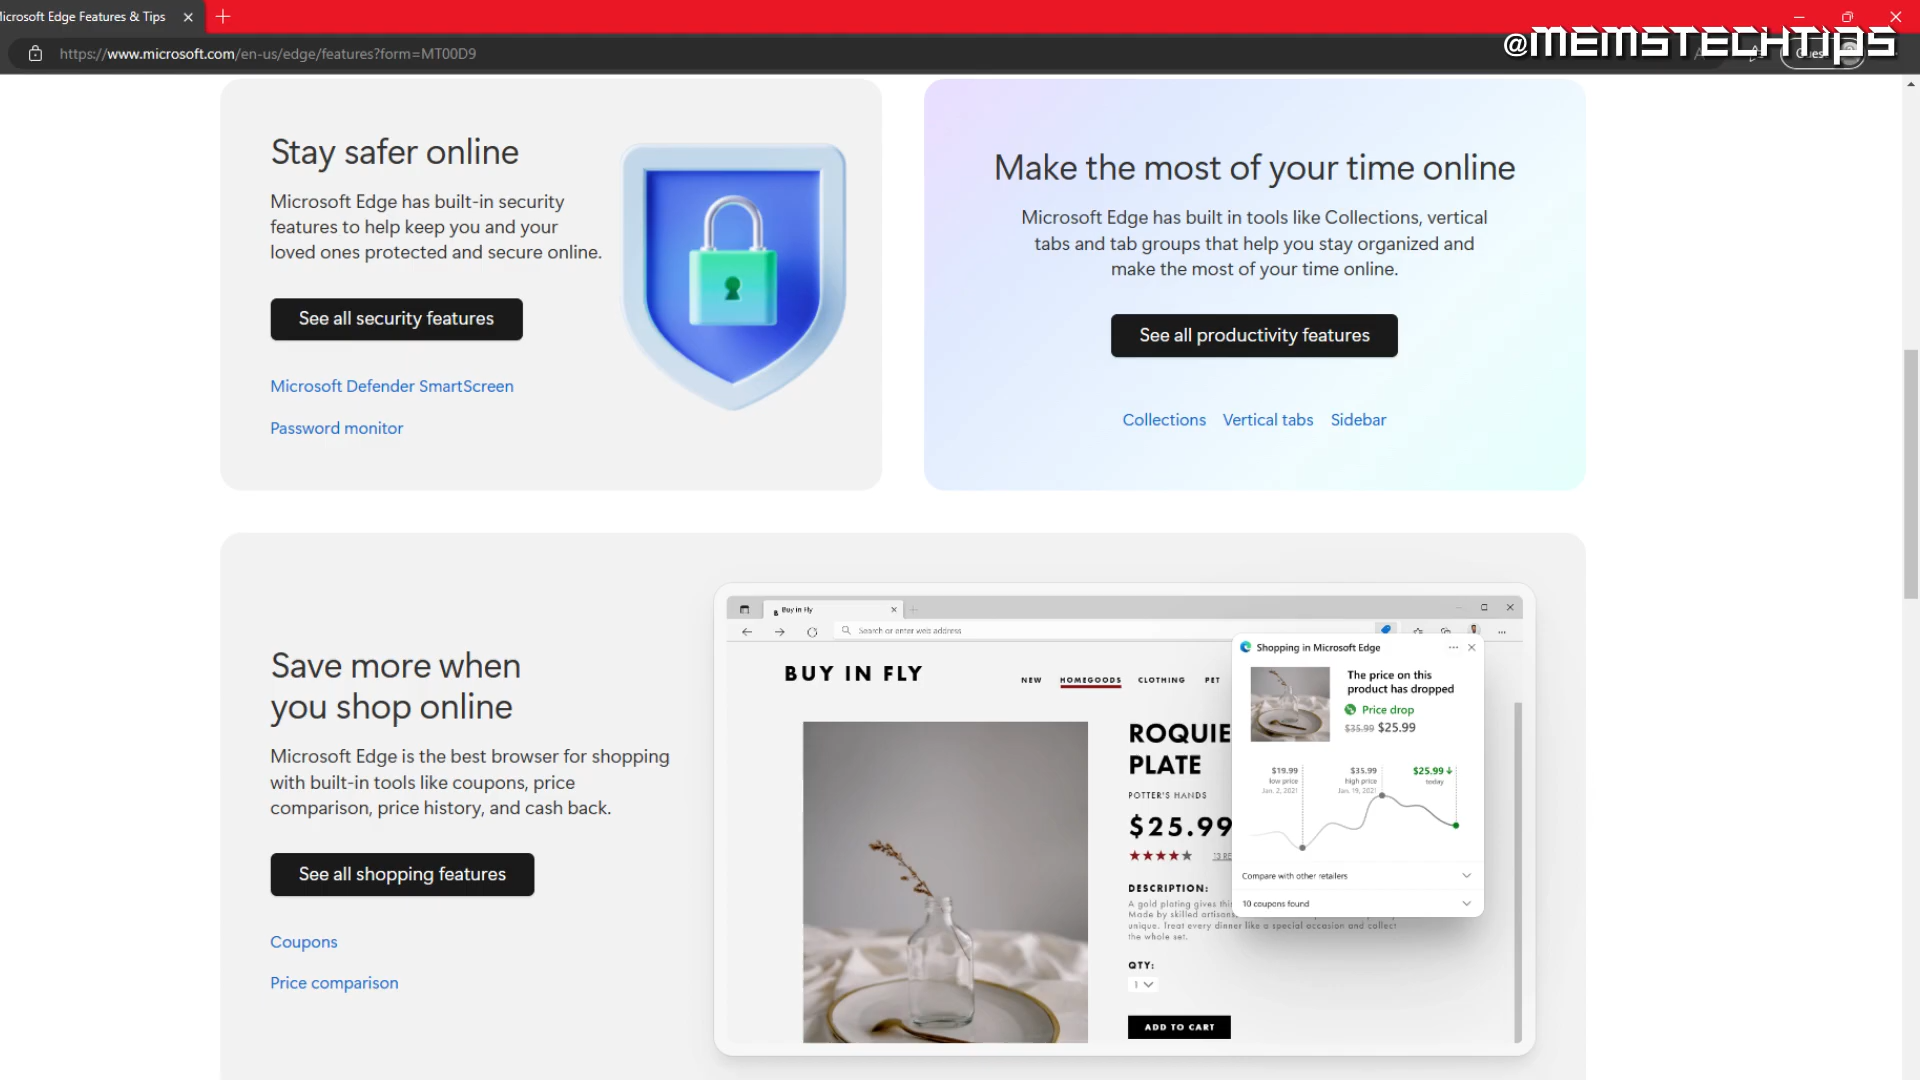 icrosoft Edge Features & Tips
https://www.microsoft.com/en-us/edge/features?form=MT00D9
@MEMSTECHTIPS
Stay safer online
Microsoft Edge has built-in security
features to help keep you and your
loved ones protected and secure online.
See all security features
Microsoft Defender SmartScreen
Password monitor
Make the most of your time online
Microsoft Edge has built in tools like Collections, vertical
tabs and tab groups that help you stay organized and
make the most of your time online.
See all productivity features
Collections Vertical tabs Sidebar
Save more when
you shop online
Microsoft Edge is the best browser for shopping
with built-in tools like coupons, price
comparison, price history, and cash back.
See all shopping features
Coupons
Price comparison
Buy in Fly
Search or enter web address
BUY IN FLY
NEW HOMEGOODS CLOTHING PET
ROQUIE
PLATE
POTTER'S HANDS
$25.99
13 RE
DESCRIPTION:
A gold plating gives thi
Made by skilled artisans,
unique. Treat every dinner like a special occasion and collect
the whole set.
QTY:
1
ADD TO CART
Shopping in Microsoft Edge
The price on this
product has dropped
Price drop
$35.99 $25.99
$19.99
low price
Jan. 2, 2021
$35.99
high price
Jan. 19, 2021
$25.99
today
Compare with other retailers
10 coupons found